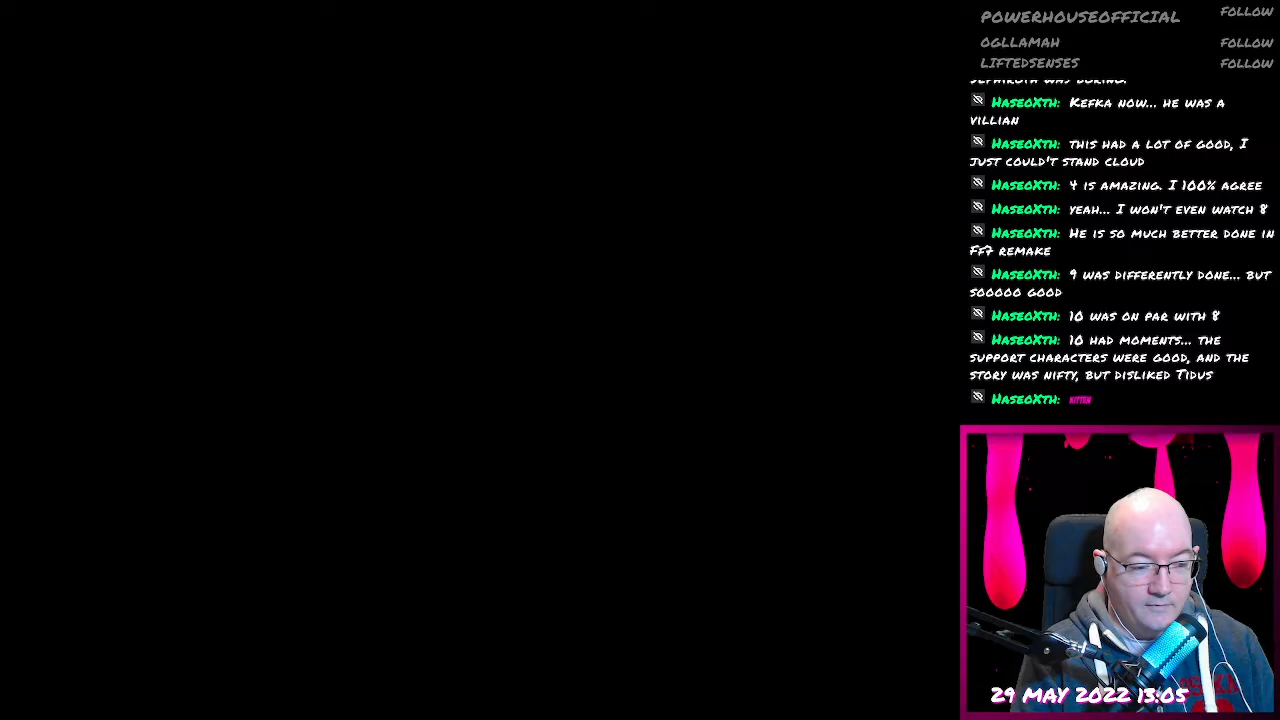 POWERHOUSEOFFICIAL FOLLOW
OGLLAMAH FOLLOW
LIFTEDSENSES FOLLOW
SEPHIROTH WAS BORING.
HASEOXTH: KEFKA NOW... HE WAS A
VILLIAN
HASEOXTH: THIS HAD A LOT OF GOOD, I
JUST COULD'T STAND CLOUD
HASEOXTH: 4 IS AMAZING. I 100% AGREE
HASEOXTH: YEAH... I WON'T EVEN WATCH 8
HASEOXTH: HE IS SO MUCH BETTER DONE IN
FF7 REMAKE
HASEOXTH: 9 WAS DIFFERENTLY DONE... BUT
SOOOOO GOOD
HASEOXTH: 10 WAS ON PAR WITH 8
HASEOXTH: 10 HAD MOMENTS... THE
SUPPORT CHARACTERS WERE GOOD, AND THE
STORY WAS NIFTY, BUT DISLIKED TIDUS
HASEOXTH: KITTEN
29 MAY 2022 13:05